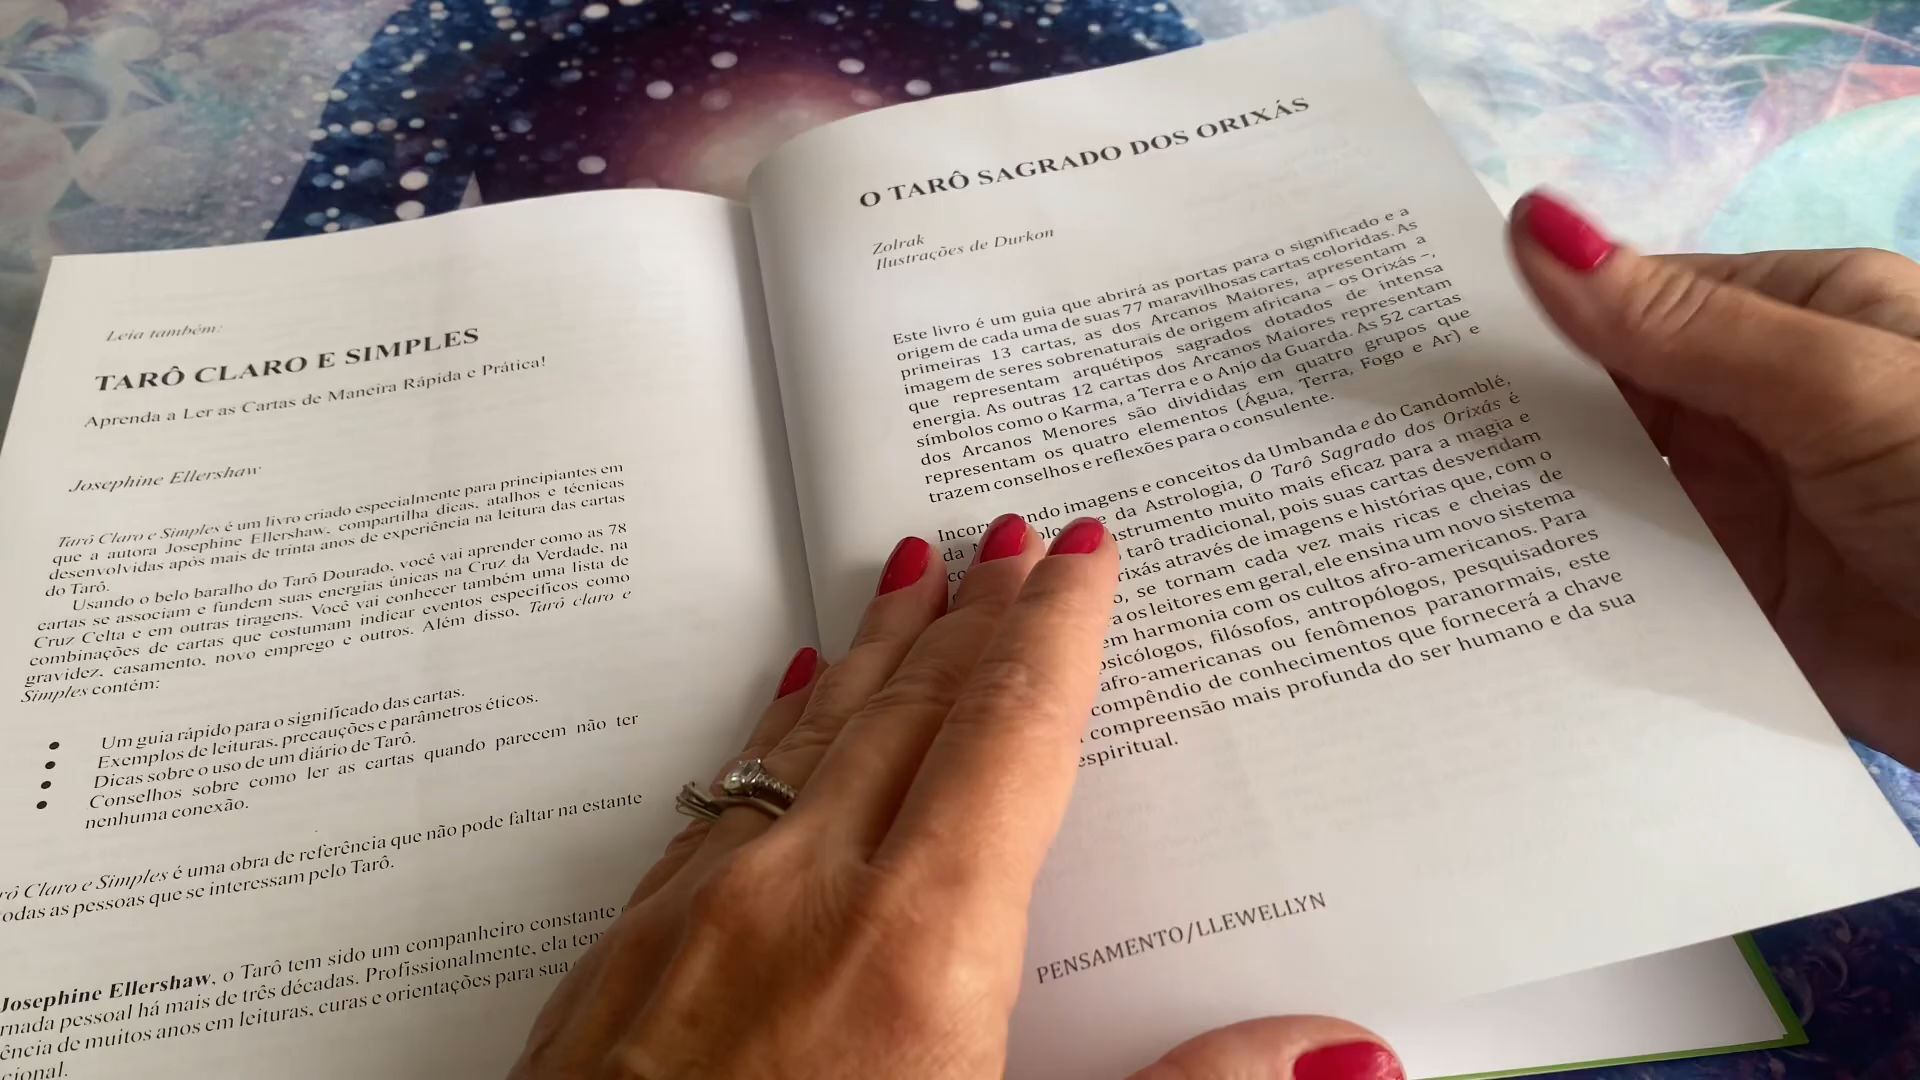 Leia também:
TARÔ CLARO E SIMPLES
Aprenda a Ler as Cartas de Maneira Rápida e Prática!
Josephine Ellershaw
Tarô Claro e Simples é um livro criado especialmente para principiantes em
que a autora Josephine Ellershaw, compartilha dicas, atalhos e técnicas
desenvolvidas após mais de trinta anos de experiência na leitura das cartas
do Tarô.
Usando o belo baralho do Tarô Dourado, você vai aprender como as 78
cartas se associam e fundem suas energias únicas na Cruz da Verdade, na
Cruz Celta e em outras tiragens. Você vai conhecer também uma lista de
combinações de cartas que costumam indicar eventos específicos como
gravidez, casamento, novo emprego e outros. Além disso, Tarô claro e
Simples contém:
• Um guia rápido para o significado das cartas.
• Exemplos de leituras, precauções e parâmetros éticos.
• Dicas sobre o uso de um diário de Tarô.
• Conselhos sobre como ler as cartas quando parecem não ter
nenhuma conexão.
rô Claro e Simples é uma obra de referência que não pode faltar na estante
odas as pessoas que se interessam pelo Tarô.
Josephine Ellershaw, o Tarô tem sido um companheiro constante
rnada pessoal há mais de três décadas. Profissionalmente, ela tem
ência de muitos anos em leituras, curas e orientações para sua
cional.
O TARÔ SAGRADO DOS ORIXÁS
Zolrak
Ilustrações de Durkon
Este livro é um guia que abrirá as portas para o significado e a
origem de cada uma de suas 77 maravilhosas cartas coloridas. As
primeiras 13 cartas, as dos Arcanos Maiores, apresentam a
imagem de seres sobrenaturais de origem africana – os Orixás –,
que representam arquétipos sagrados dotados de intensa
energia. As outras 12 cartas dos Arcanos Maiores representam
símbolos como o Karma, a Terra e o Anjo da Guarda. As 52 cartas
dos Arcanos Menores são divididas em quatro grupos que
representam os quatro elementos (Água, Terra, Fogo e Ar) e
trazem conselhos e reflexões para o consulente.
Incor ndo imagens e conceitos da Umbanda e do Candomblé,
da da Astrologia, O Tarô Sagrado dos Orixás é
instrumento muito mais eficaz para a magia e
tarô tradicional, pois suas cartas desvendam
rixás através de imagens e histórias que, com o
o, se tornam cada vez mais ricas e cheias de
ra os leitores em geral, ele ensina um novo sistema
em harmonia com os cultos afro-americanos. Para
psicólogos, filósofos, antropólogos, pesquisadores
afro-americanas ou fenômenos paranormais, este
compêndio de conhecimentos que fornecerá a chave
compreensão mais profunda do ser humano e da sua
espiritual.
PENSAMENTO/LLEWELLYN